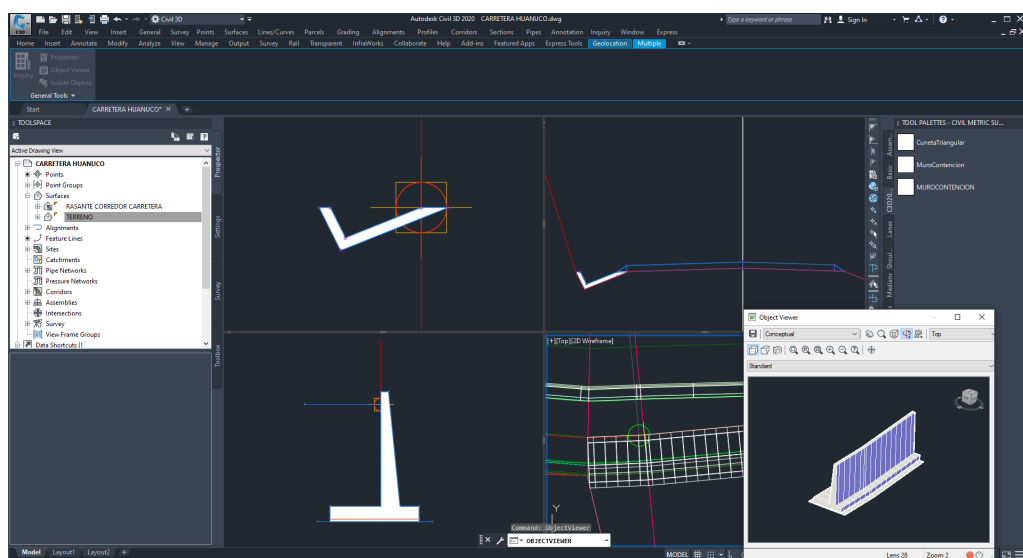 Civil 3D
Autodesk Civil 3D 2020 CARRETERA HUANUCO.dwg
Type a keyword or phrase
Sign In
C3D
File Edit View Insert General Survey Points Surfaces Lines/Curves Parcels Grading Alignments Profiles Corridors Sections Pipes Annotation Inquiry Window Express
Home Insert Annotate Modify Analyze View Manage Output Survey Rail Transparent InfraWorks Collaborate Help Add-ins Featured Apps Express Tools Geolocation Multiple
Properties
Object Viewer
Inquiry
Isolate Objects
General Tools
Start CARRETERA HUANUCO*
TOOLSPACE
Active Drawing View
CARRETERA HUANUCO
Points
Point Groups
Surfaces
RASANTE CORREDOR CARRETERA
TERRENO
Alignments
Feature Lines
Sites
Catchments
Pipe Networks
Pressure Networks
Corridors
Assemblies
Intersections
Survey
View Frame Groups
Data Shortcuts []
Prospector
Settings
Survey
Toolbox
[+][Top][2D Wireframe]
Y
TOOL PALETTES - CIVIL METRIC SU...
CunetaTriangular
MuroContencion
MUROCONTENCION
Assem...
Basic
C3D20...
Lanes
Shoul...
Medians
Object Viewer
Conceptual
Top
Standard
Command: ObjectViewer
OBJECTVIEWER
Model Layout1 Layout2 +
MODEL
Lens 28 Zoom 2